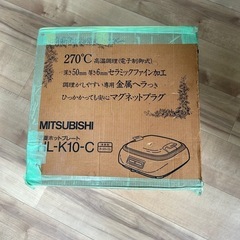 270℃ 高温調理(電子制御式)
深さ50mm 厚さ6mm セラミックファイン加工
調理がしやすい専用金属ヘラつき
ひっかかっても安心マグネットプラグ
MITSUBISHI
ホットプレート
L-K10-C